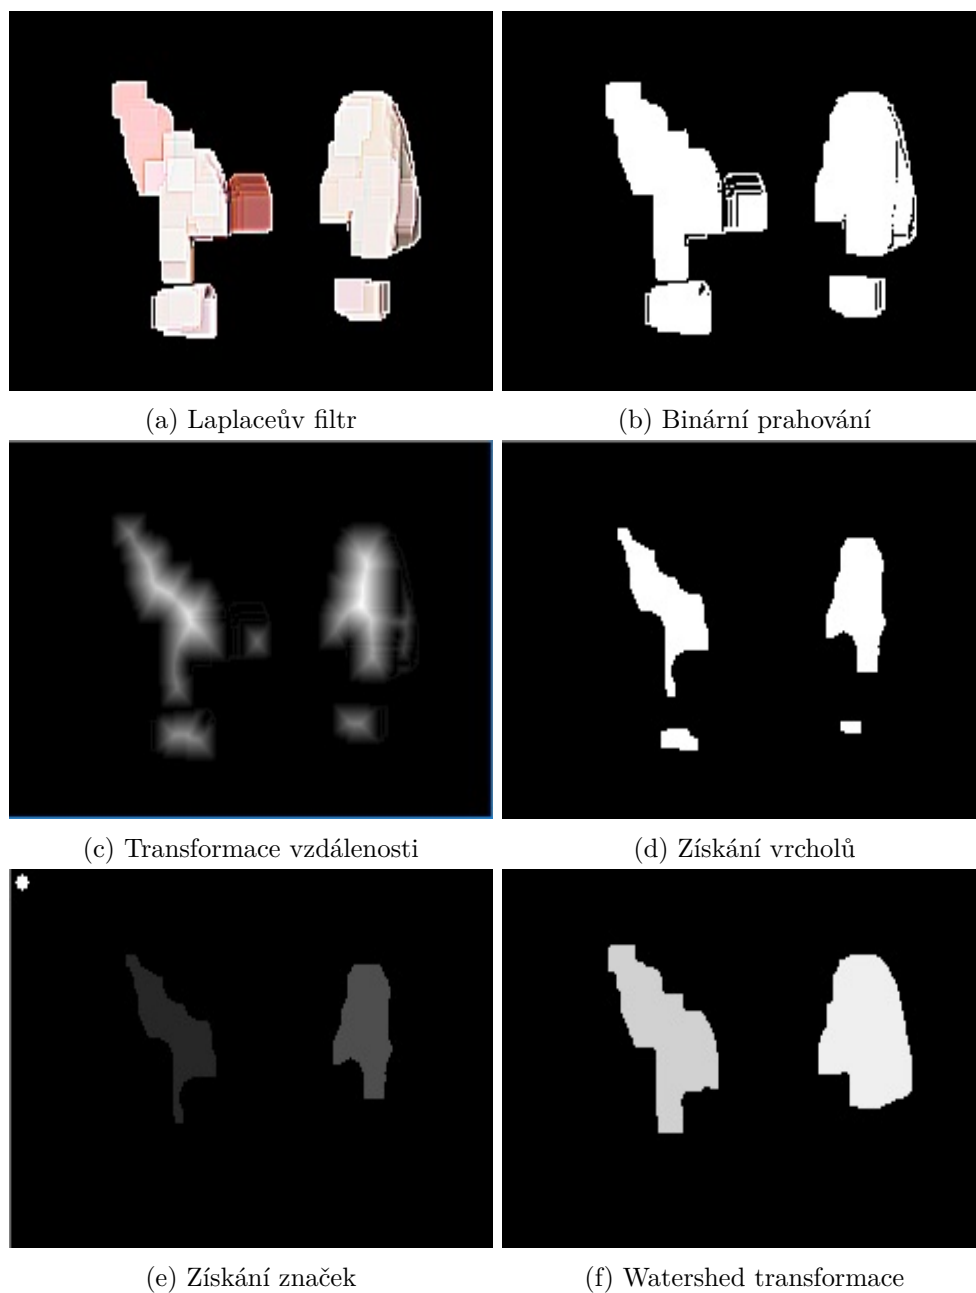 (a) Laplaceův filtr
(b) Binární prahování
(c) Transformace vzdálenosti
(d) Získání vrcholů
(e) Získání značek
(f) Watershed transformace